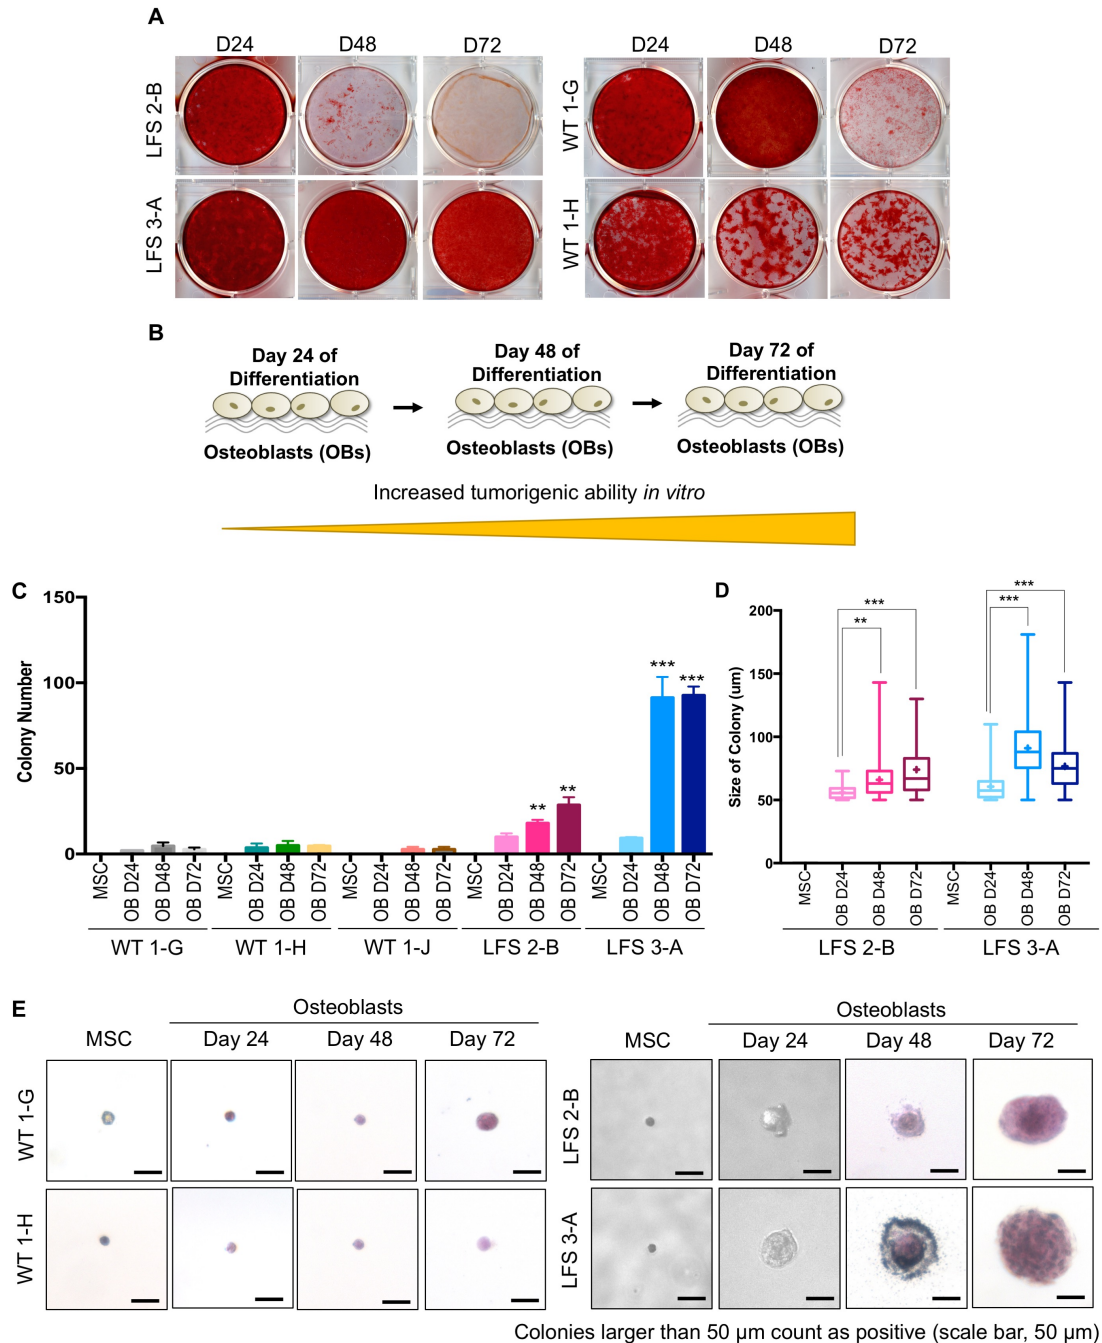 A
D24 D48 D72 D24 D48 D72
LFS 2-B
WT 1-G
LFS 3-A
WT 1-H
B
Day 24 of
Differentiation
Day 48 of
Differentiation
Day 72 of
Differentiation
Osteoblasts (OBs) Osteoblasts (OBs) Osteoblasts (OBs)
Increased tumorigenic ability in vitro
C
Colony Number
150
100
50
0
*** ***
** **
MSC OB D24 OB D48 OB D72 MSC OB D24 OB D48 OB D72 MSC OB D24 OB D48 OB D72 MSC OB D24 OB D48 OB D72 MSC OB D24 OB D48 OB D72
WT 1-G WT 1-H WT 1-J LFS 2-B LFS 3-A
D
Size of Colony (um)
200
150
100
50
0
***
**
***
***
MSC OB D24 OB D48 OB D72 MSC OB D24 OB D48 OB D72
LFS 2-B LFS 3-A
E
Osteoblasts
MSC Day 24 Day 48 Day 72
WT 1-G
WT 1-H
Osteoblasts
MSC Day 24 Day 48 Day 72
LFS 2-B
LFS 3-A
Colonies larger than 50 μm count as positive (scale bar, 50 μm)